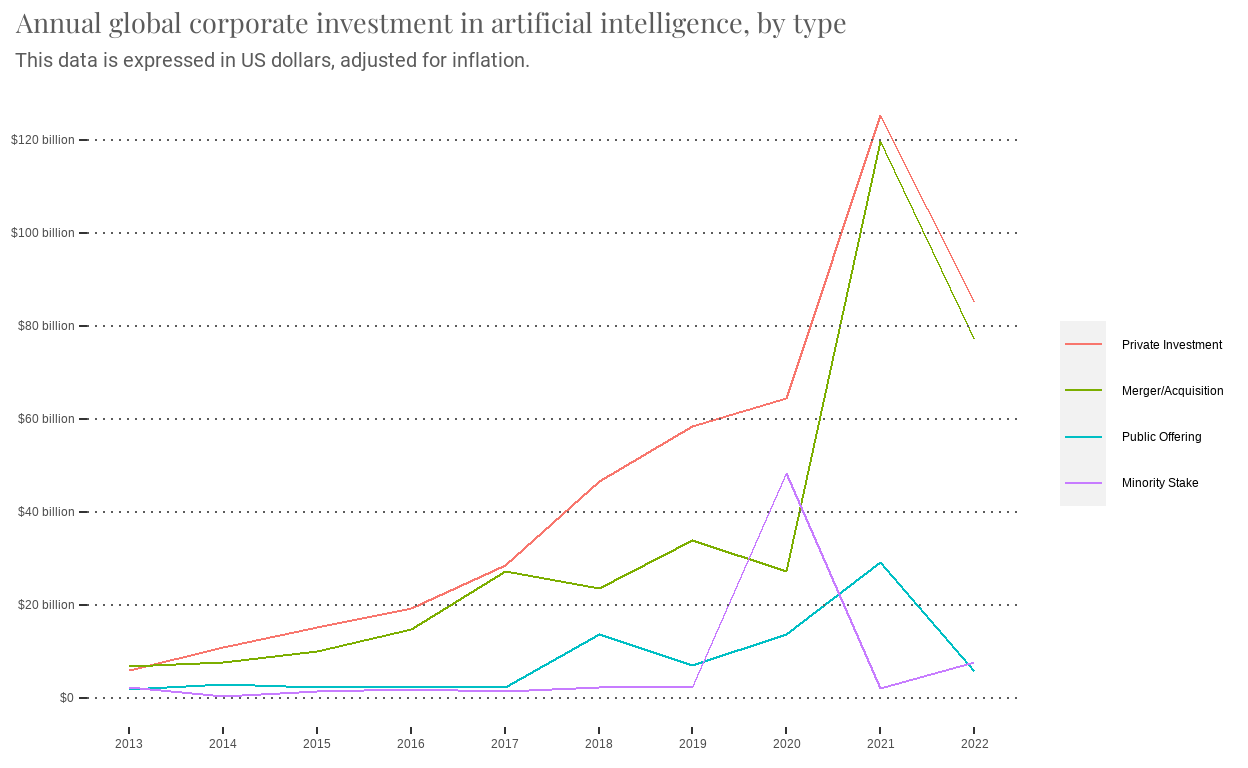 Annual global corporate investment in artificial intelligence, by type
This data is expressed in US dollars, adjusted for inflation.
$120 billion
$100 billion
$80 billion
$60 billion
$40 billion
$20 billion
$0
2013 2014 2015 2016 2017 2018 2019 2020 2021 2022
Private Investment
Merger/Acquisition
Public Offering
Minority Stake